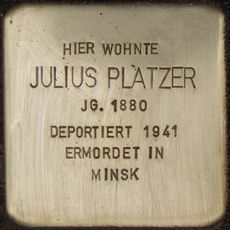 HIER WOHNTE
JULIUS PLATZER
JG. 1880
DEPORTIERT 1941
ERMORDET IN
MINSK